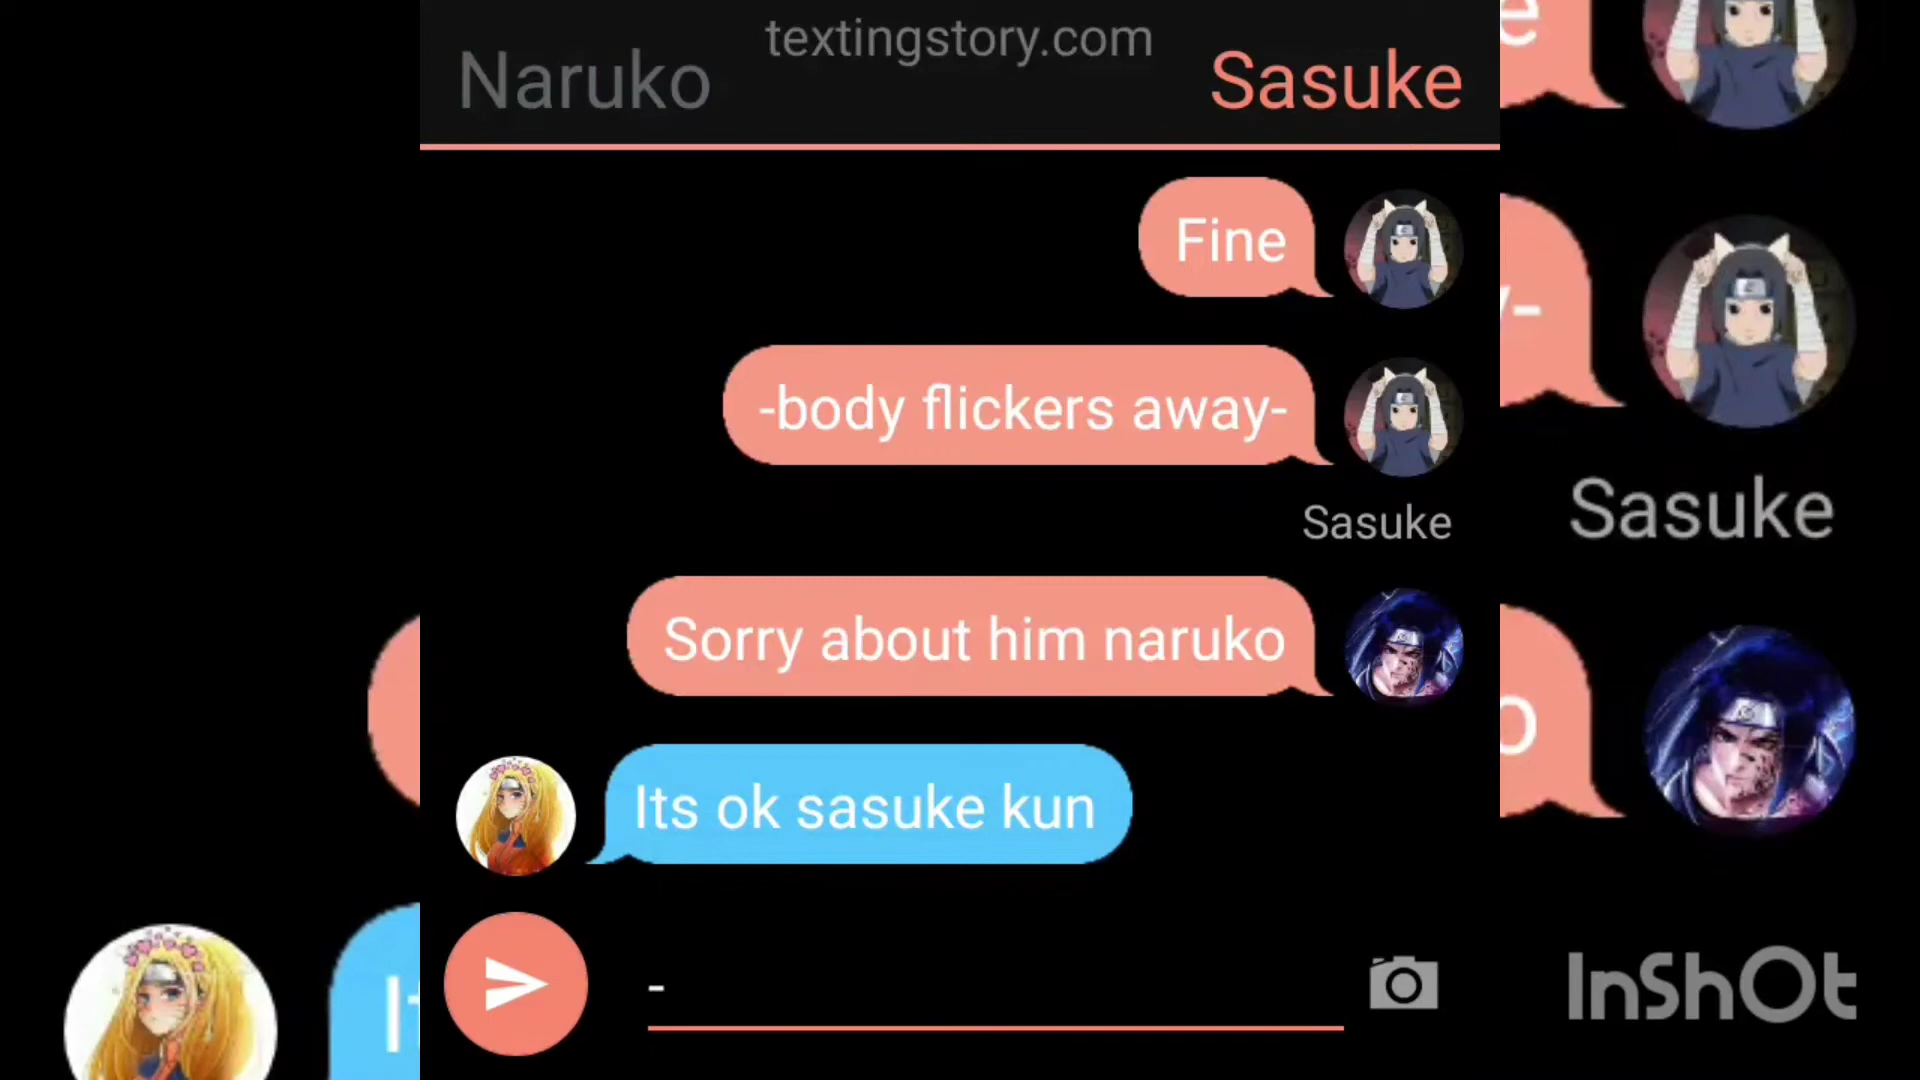 textingstory.com
Naruko
Sasuke
Fine
-body flickers away-
Sasuke
Sorry about him naruko
Its ok sasuke kun
-
e
y-
Sasuke
o
It
InShOt